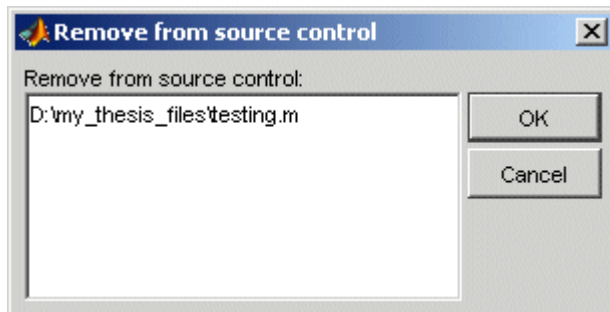 Remove from source control
Remove from source control:
D:\my_thesis_files\testing.m
OK
Cancel